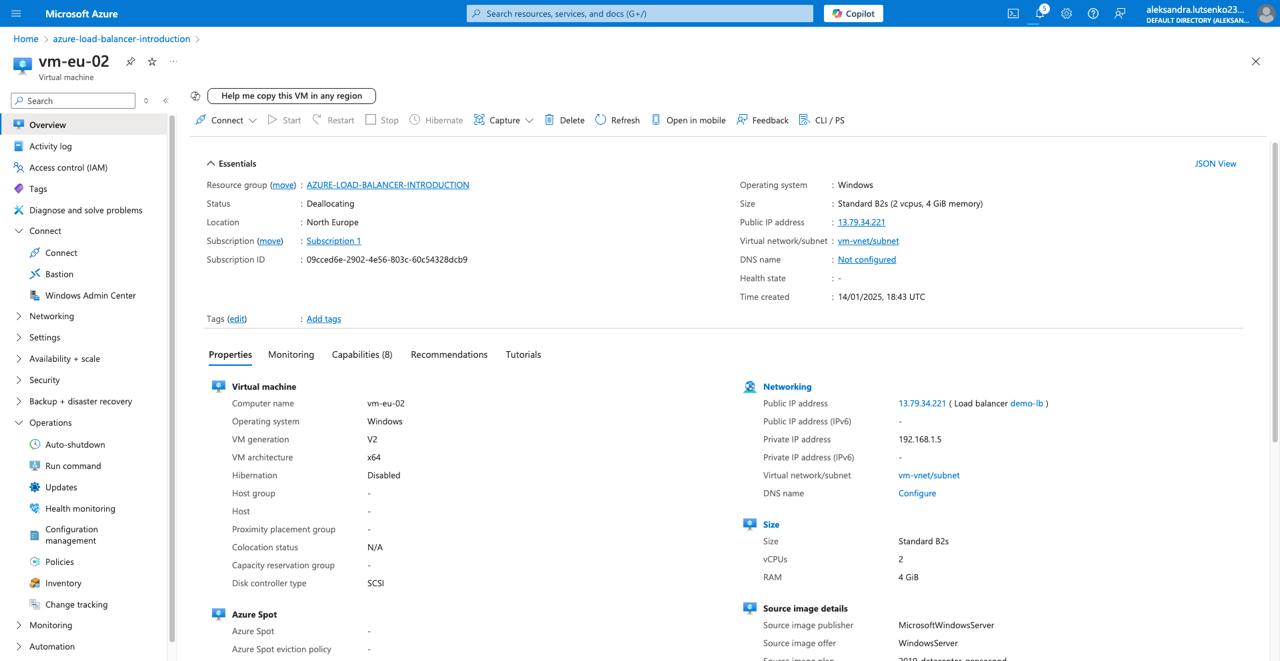 Microsoft Azure
Search resources, services, and docs (G+/)
Copilot
5
aleksandra.lutsenko23...
DEFAULT DIRECTORY (ALEKSAN...
Home > azure-load-balancer-introduction >
vm-eu-02
Virtual machine
Search
Help me copy this VM in any region
Connect
Start
Restart
Stop
Hibernate
Capture
Delete
Refresh
Open in mobile
Feedback
CLI / PS
Overview
Activity log
Access control (IAM)
Tags
Diagnose and solve problems
Connect
Connect
Bastion
Windows Admin Center
Networking
Settings
Availability + scale
Security
Backup + disaster recovery
Operations
Auto-shutdown
Run command
Updates
Health monitoring
Configuration
management
Policies
Inventory
Change tracking
Monitoring
Automation
Essentials
JSON View
Resource group (move) : AZURE-LOAD-BALANCER-INTRODUCTION
Status : Deallocating
Location : North Europe
Subscription (move) : Subscription 1
Subscription ID : 09cced6e-2902-4e56-803c-60c54328dcb9
Operating system : Windows
Size : Standard B2s (2 vcpus, 4 GiB memory)
Public IP address : 13.79.34.221
Virtual network/subnet : vm-vnet/subnet
DNS name : Not configured
Health state : -
Time created : 14/01/2025, 18:43 UTC
Tags (edit) : Add tags
Properties
Monitoring
Capabilities (8)
Recommendations
Tutorials
Virtual machine
Computer name vm-eu-02
Operating system Windows
VM generation V2
VM architecture x64
Hibernation Disabled
Host group -
Host -
Proximity placement group -
Colocation status N/A
Capacity reservation group -
Disk controller type SCSI
Azure Spot
Azure Spot -
Azure Spot eviction policy -
Networking
Public IP address 13.79.34.221 ( Load balancer demo-lb )
Public IP address (IPv6) -
Private IP address 192.168.1.5
Private IP address (IPv6) -
Virtual network/subnet vm-vnet/subnet
DNS name Configure
Size
Size Standard B2s
vCPUs 2
RAM 4 GiB
Source image details
Source image publisher MicrosoftWindowsServer
Source image offer WindowsServer